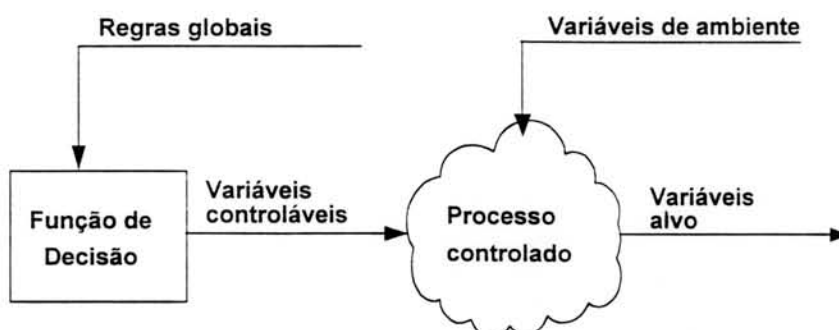 Regras globais
Variáveis de ambiente
Função de
Decisão
Variáveis
controláveis
Processo
controlado
Variáveis
alvo